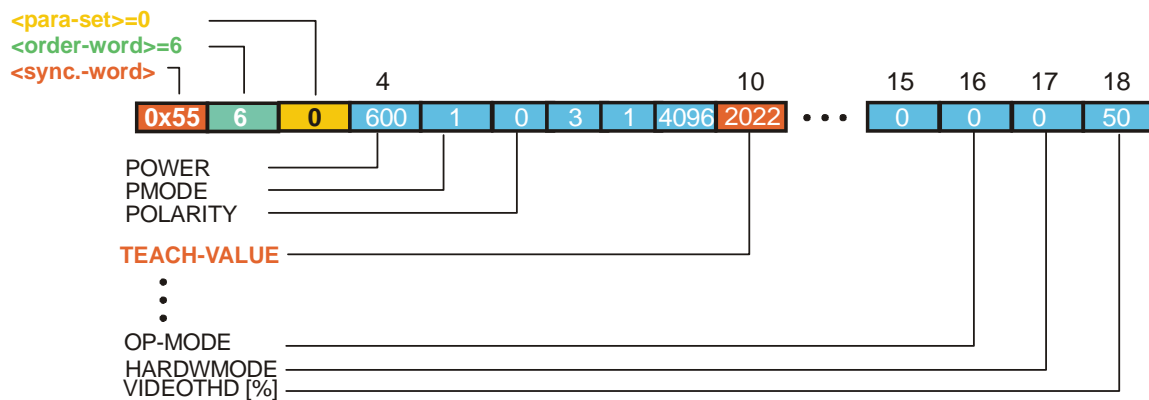 <para-set>=0
<order-word>=6
<sync.-word>
4 10 15 16 17 18
0x55 6 0 600 1 0 3 1 4096 2022 ••• 0 0 0 50
POWER
PMODE
POLARITY
TEACH-VALUE
OP-MODE
HARDWMODE
VIDEOTHD [%]